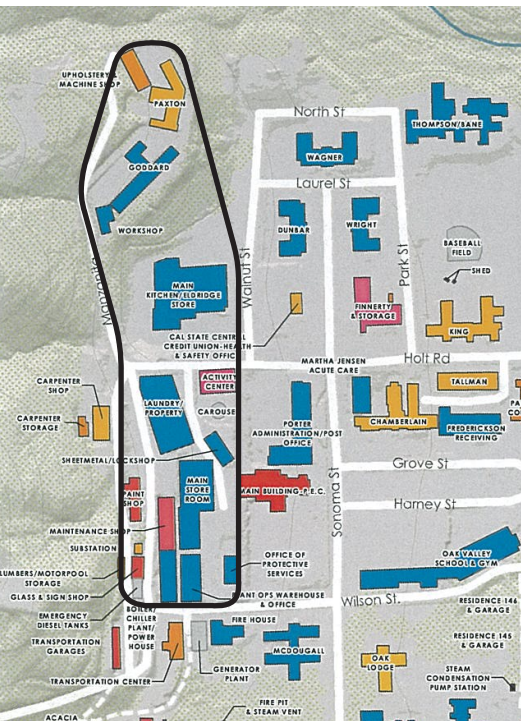 UPHOLSTERY &
MACHINE SHOP
PAXTON
North St
THOMPSON/BANE
WAGNER
GODDARD
Laurel St
WORKSHOP
DUNBAR
WRIGHT
BASEBALL
FIELD
SHED
Walnut St
Park St
MAIN
KITCHEN/ELDRIDGE
STORE
FINNERTY
& STORAGE
KING
CAL STATE CENTRAL
CREDIT UNION-HEALTH
& SAFETY OFFICE
MARTHA JENSEN
ACUTE CARE
Holt Rd
CARPENTER
SHOP
ACTIVITY
CENTER
TALLMAN
LAUNDRY/
PROPERTY
CAROUSEL
CARPENTER
STORAGE
PORTER
ADMINISTRATION/POST
OFFICE
CHAMBERLAIN
FREDERICKSON
RECEIVING
SHEETMETAL/LOCKSHOP
Grove St
MAIN
STORE
ROOM
MAIN BUILDING-P.E.C.
PAINT
SHOP
Sonoma St
Harney St
MAINTENANCE SHOP
SUBSTATION
OAK VALLEY
SCHOOL & GYM
OFFICE OF
PROTECTIVE
SERVICES
PLUMBERS/MOTORPOOL
STORAGE
GLASS & SIGN SHOP
PLANT OPS WAREHOUSE
& OFFICE
Wilson St.
RESIDENCE 146
& GARAGE
EMERGENCY
DIESEL TANKS
BOILER/
CHILLER
PLANT/
POWER
HOUSE
FIRE HOUSE
TRANSPORTATION
GARAGES
RESIDENCE 145
& GARAGE
MCDOUGALL
OAK
LODGE
GENERATOR
PLANT
STEAM
CONDENSATION
PUMP STATION
TRANSPORTATION CENTER
FIRE PIT
& STEAM VENT
ACACIA